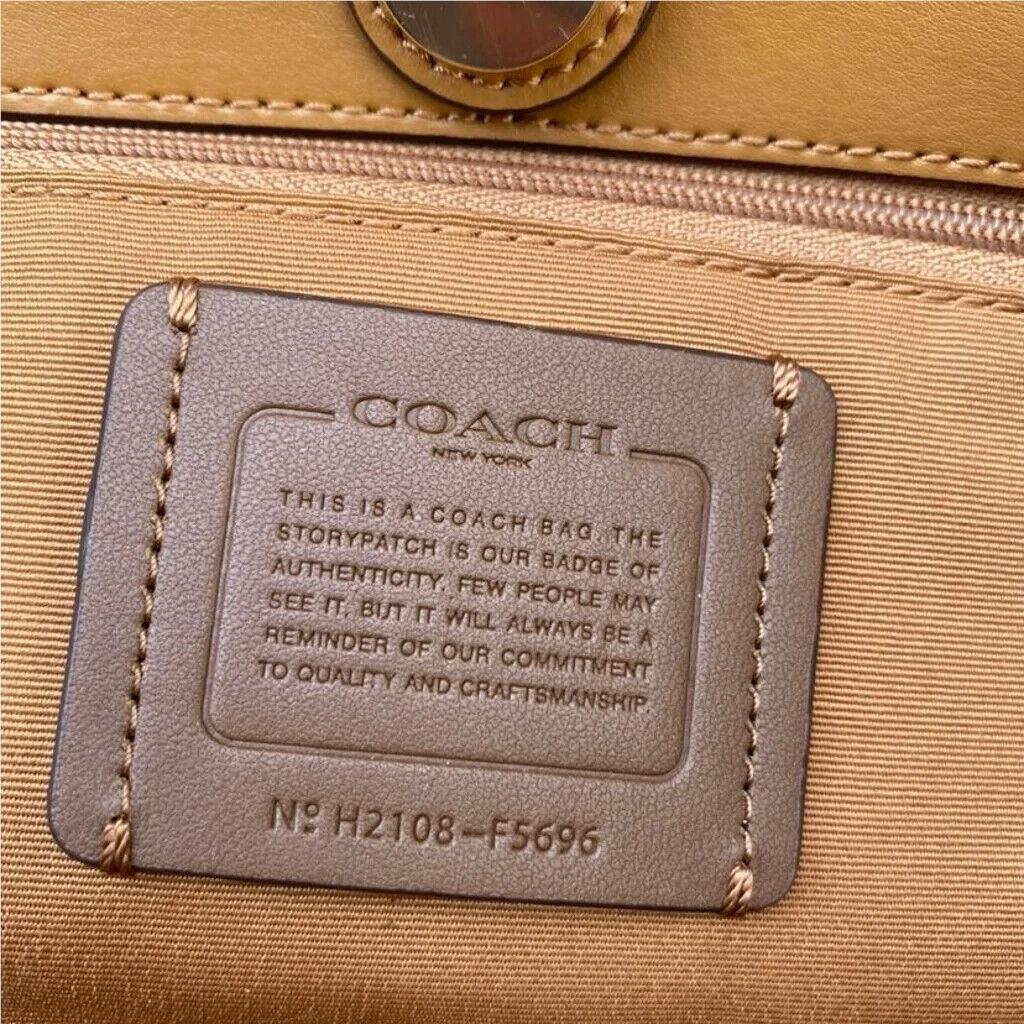 COACH
NEW YORK
THIS IS A COACH BAG. THE
STORYPATCH IS OUR BADGE OF
AUTHENTICITY. FEW PEOPLE MAY
SEE IT, BUT IT WILL ALWAYS BE A
REMINDER OF OUR COMMITMENT
TO QUALITY AND CRAFTSMANSHIP.
Nº H2108-F5696